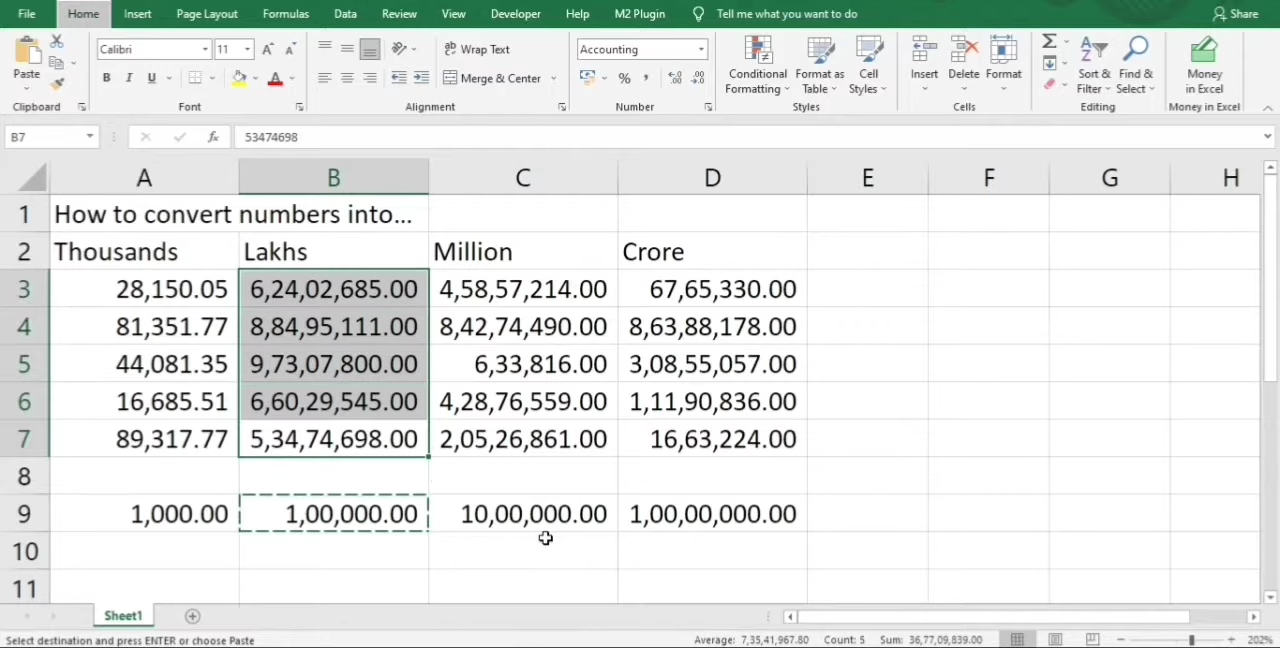 File Home Insert Page Layout Formulas Data Review View Developer Help M2 Plugin Tell me what you want to do Share
Calibri 11 A A Wrap Text Accounting
Paste B I U A Merge & Center % , Conditional Formatting Format as Table Cell Styles Insert Delete Format Sort & Filter Find & Select Money in Excel
Clipboard Font Alignment Number Styles Cells Editing Money in Excel
B7 fx 53474698
A B C D E F G H
1 How to convert numbers into...
2 Thousands Lakhs Million Crore
3 28,150.05 6,24,02,685.00 4,58,57,214.00 67,65,330.00
4 81,351.77 8,84,95,111.00 8,42,74,490.00 8,63,88,178.00
5 44,081.35 9,73,07,800.00 6,33,816.00 3,08,55,057.00
6 16,685.51 6,60,29,545.00 4,28,76,559.00 1,11,90,836.00
7 89,317.77 5,34,74,698.00 2,05,26,861.00 16,63,224.00
8
9 1,000.00 1,00,000.00 10,00,000.00 1,00,00,000.00
10
11
Sheet1
Select destination and press ENTER or choose Paste Average: 7,35,41,967.80 Count: 5 Sum: 36,77,09,839.00 202%